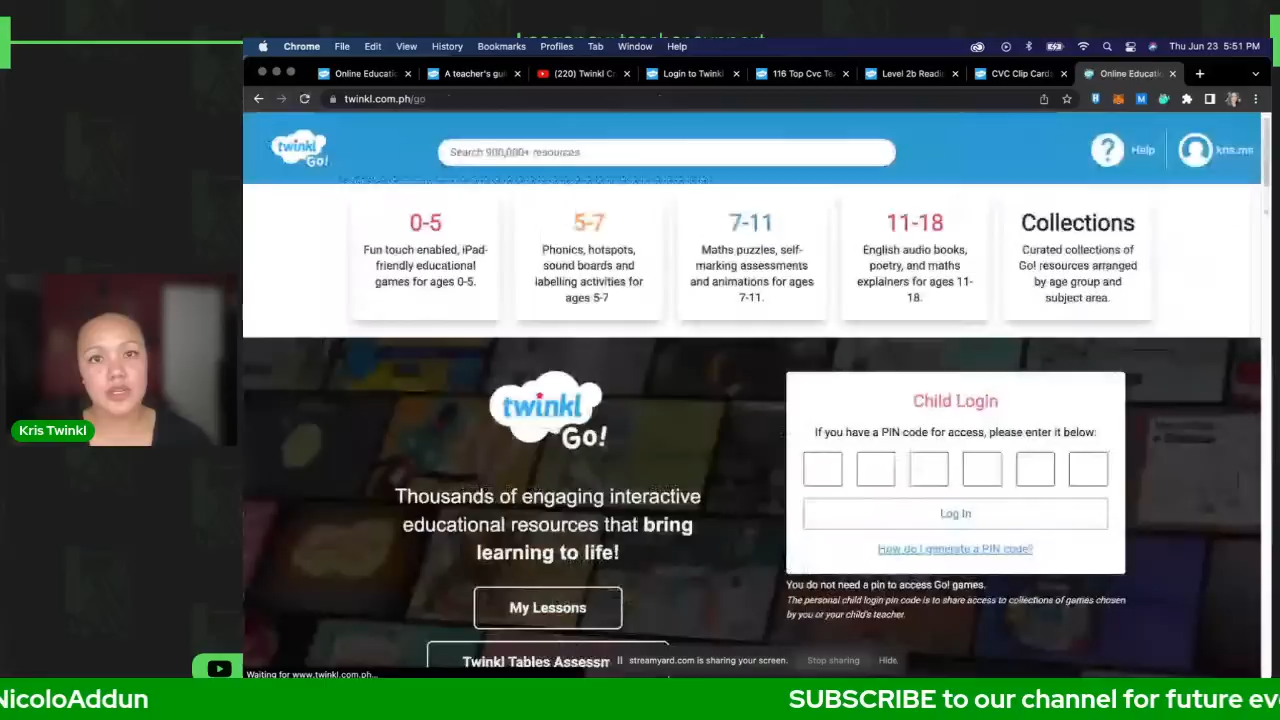 Chrome File Edit View History Bookmarks Profiles Tab Window Help Thu Jun 23 5:51 PM
Online Educati A teacher's gu (220) Twinkl C Login to Twinkl 116 Top Cvc Te Level 2b Readi CVC Clip Cards Online Educati
twinkl.com.ph/go
twinkl Go!
Search 900,000+ resources
Help
kris.ms
0-5
Fun touch enabled, iPad-
friendly educational
games for ages 0-5.
5-7
Phonics, hotspots,
sound boards and
labelling activities for
ages 5-7
7-11
Maths puzzles, self-
marking assessments
and animations for ages
7-11.
11-18
English audio books,
poetry, and maths
explainers for ages 11-
18.
Collections
Curated collections of
Go! resources arranged
by age group and
subject area.
twinkl
Go!
Thousands of engaging interactive
educational resources that bring
learning to life!
My Lessons
Twinkl Tables Assessm
Child Login
If you have a PIN code for access, please enter it below:
Log In
How do I generate a PIN code?
You do not need a pin to access Go! games.
The personal child login pin code is to share access to collections of games chosen
by you or your child's teacher.
streamyard.com is sharing your screen. Stop sharing Hide
Waiting for www.twinkl.com.ph...
Kris Twinkl
NicoloAddun SUBSCRIBE to our channel for future ev